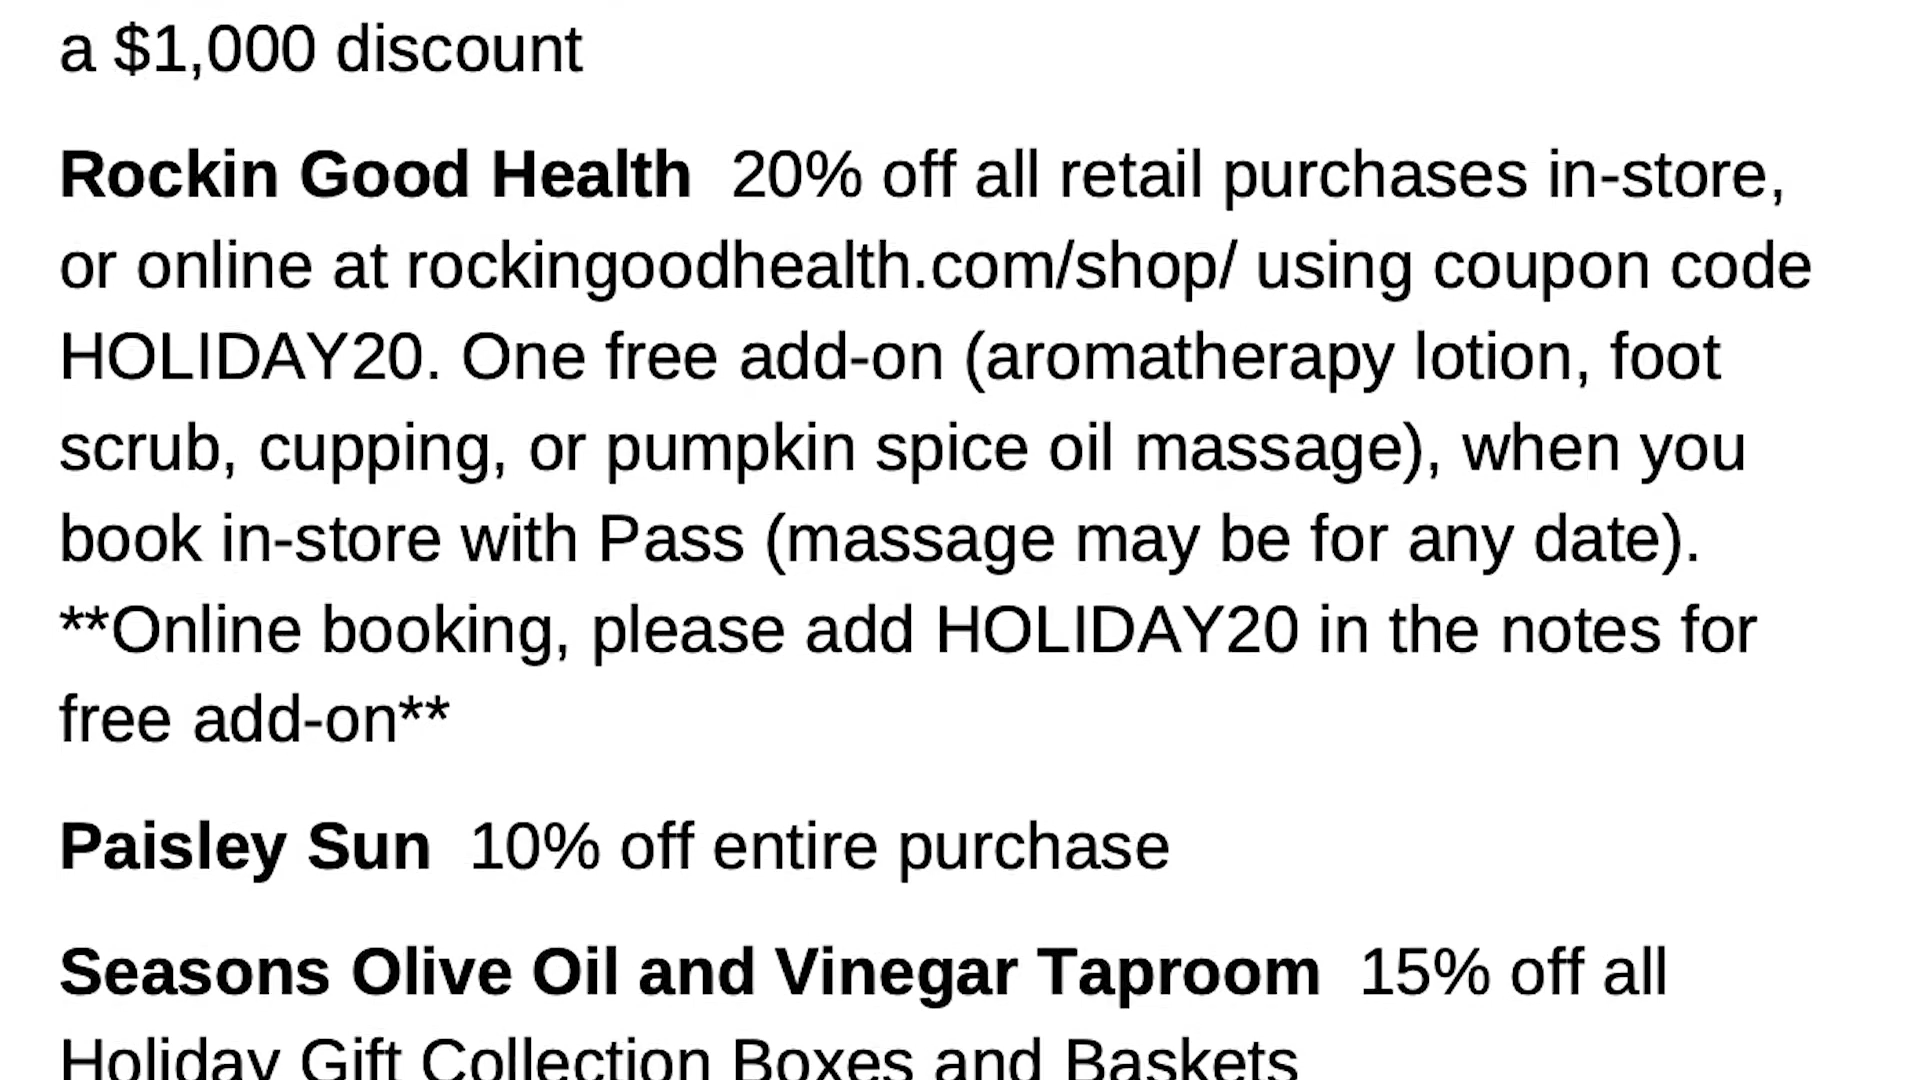 a $1,000 discount
Rockin Good Health  20% off all retail purchases in-store,
or online at rockingoodhealth.com/shop/ using coupon code
HOLIDAY20. One free add-on (aromatherapy lotion, foot
scrub, cupping, or pumpkin spice oil massage), when you
book in-store with Pass (massage may be for any date).
**Online booking, please add HOLIDAY20 in the notes for
free add-on**
Paisley Sun  10% off entire purchase
Seasons Olive Oil and Vinegar Taproom  15% off all
Holiday Gift Collection Boxes and Baskets